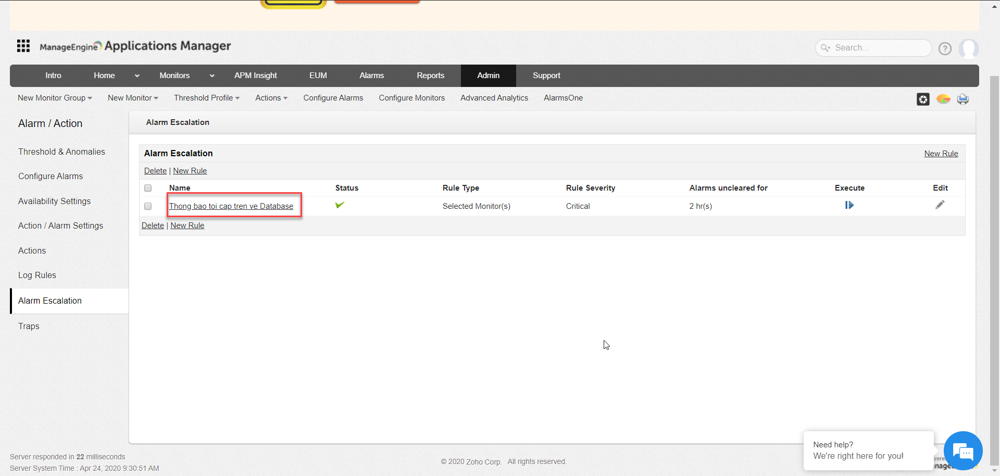 ManageEngine Applications Manager
Search...
?
Intro Home Monitors APM Insight EUM Alarms Reports Admin Support
New Monitor Group New Monitor Threshold Profile Actions Configure Alarms Configure Monitors Advanced Analytics AlarmsOne
Alarm / Action
Threshold & Anomalies
Configure Alarms
Availability Settings
Action / Alarm Settings
Actions
Log Rules
Alarm Escalation
Traps
Alarm Escalation
Alarm Escalation New Rule
Delete | New Rule
Name Status Rule Type Rule Severity Alarms uncleared for Execute Edit
Thong bao toi cap tren ve Database Selected Monitor(s) Critical 2 hr(s)
Delete | New Rule
Need help?
We're right here for you!
Server responded in 22 milliseconds
Server System Time : Apr 24, 2020 9:30:51 AM
© 2020 Zoho Corp. All rights reserved.